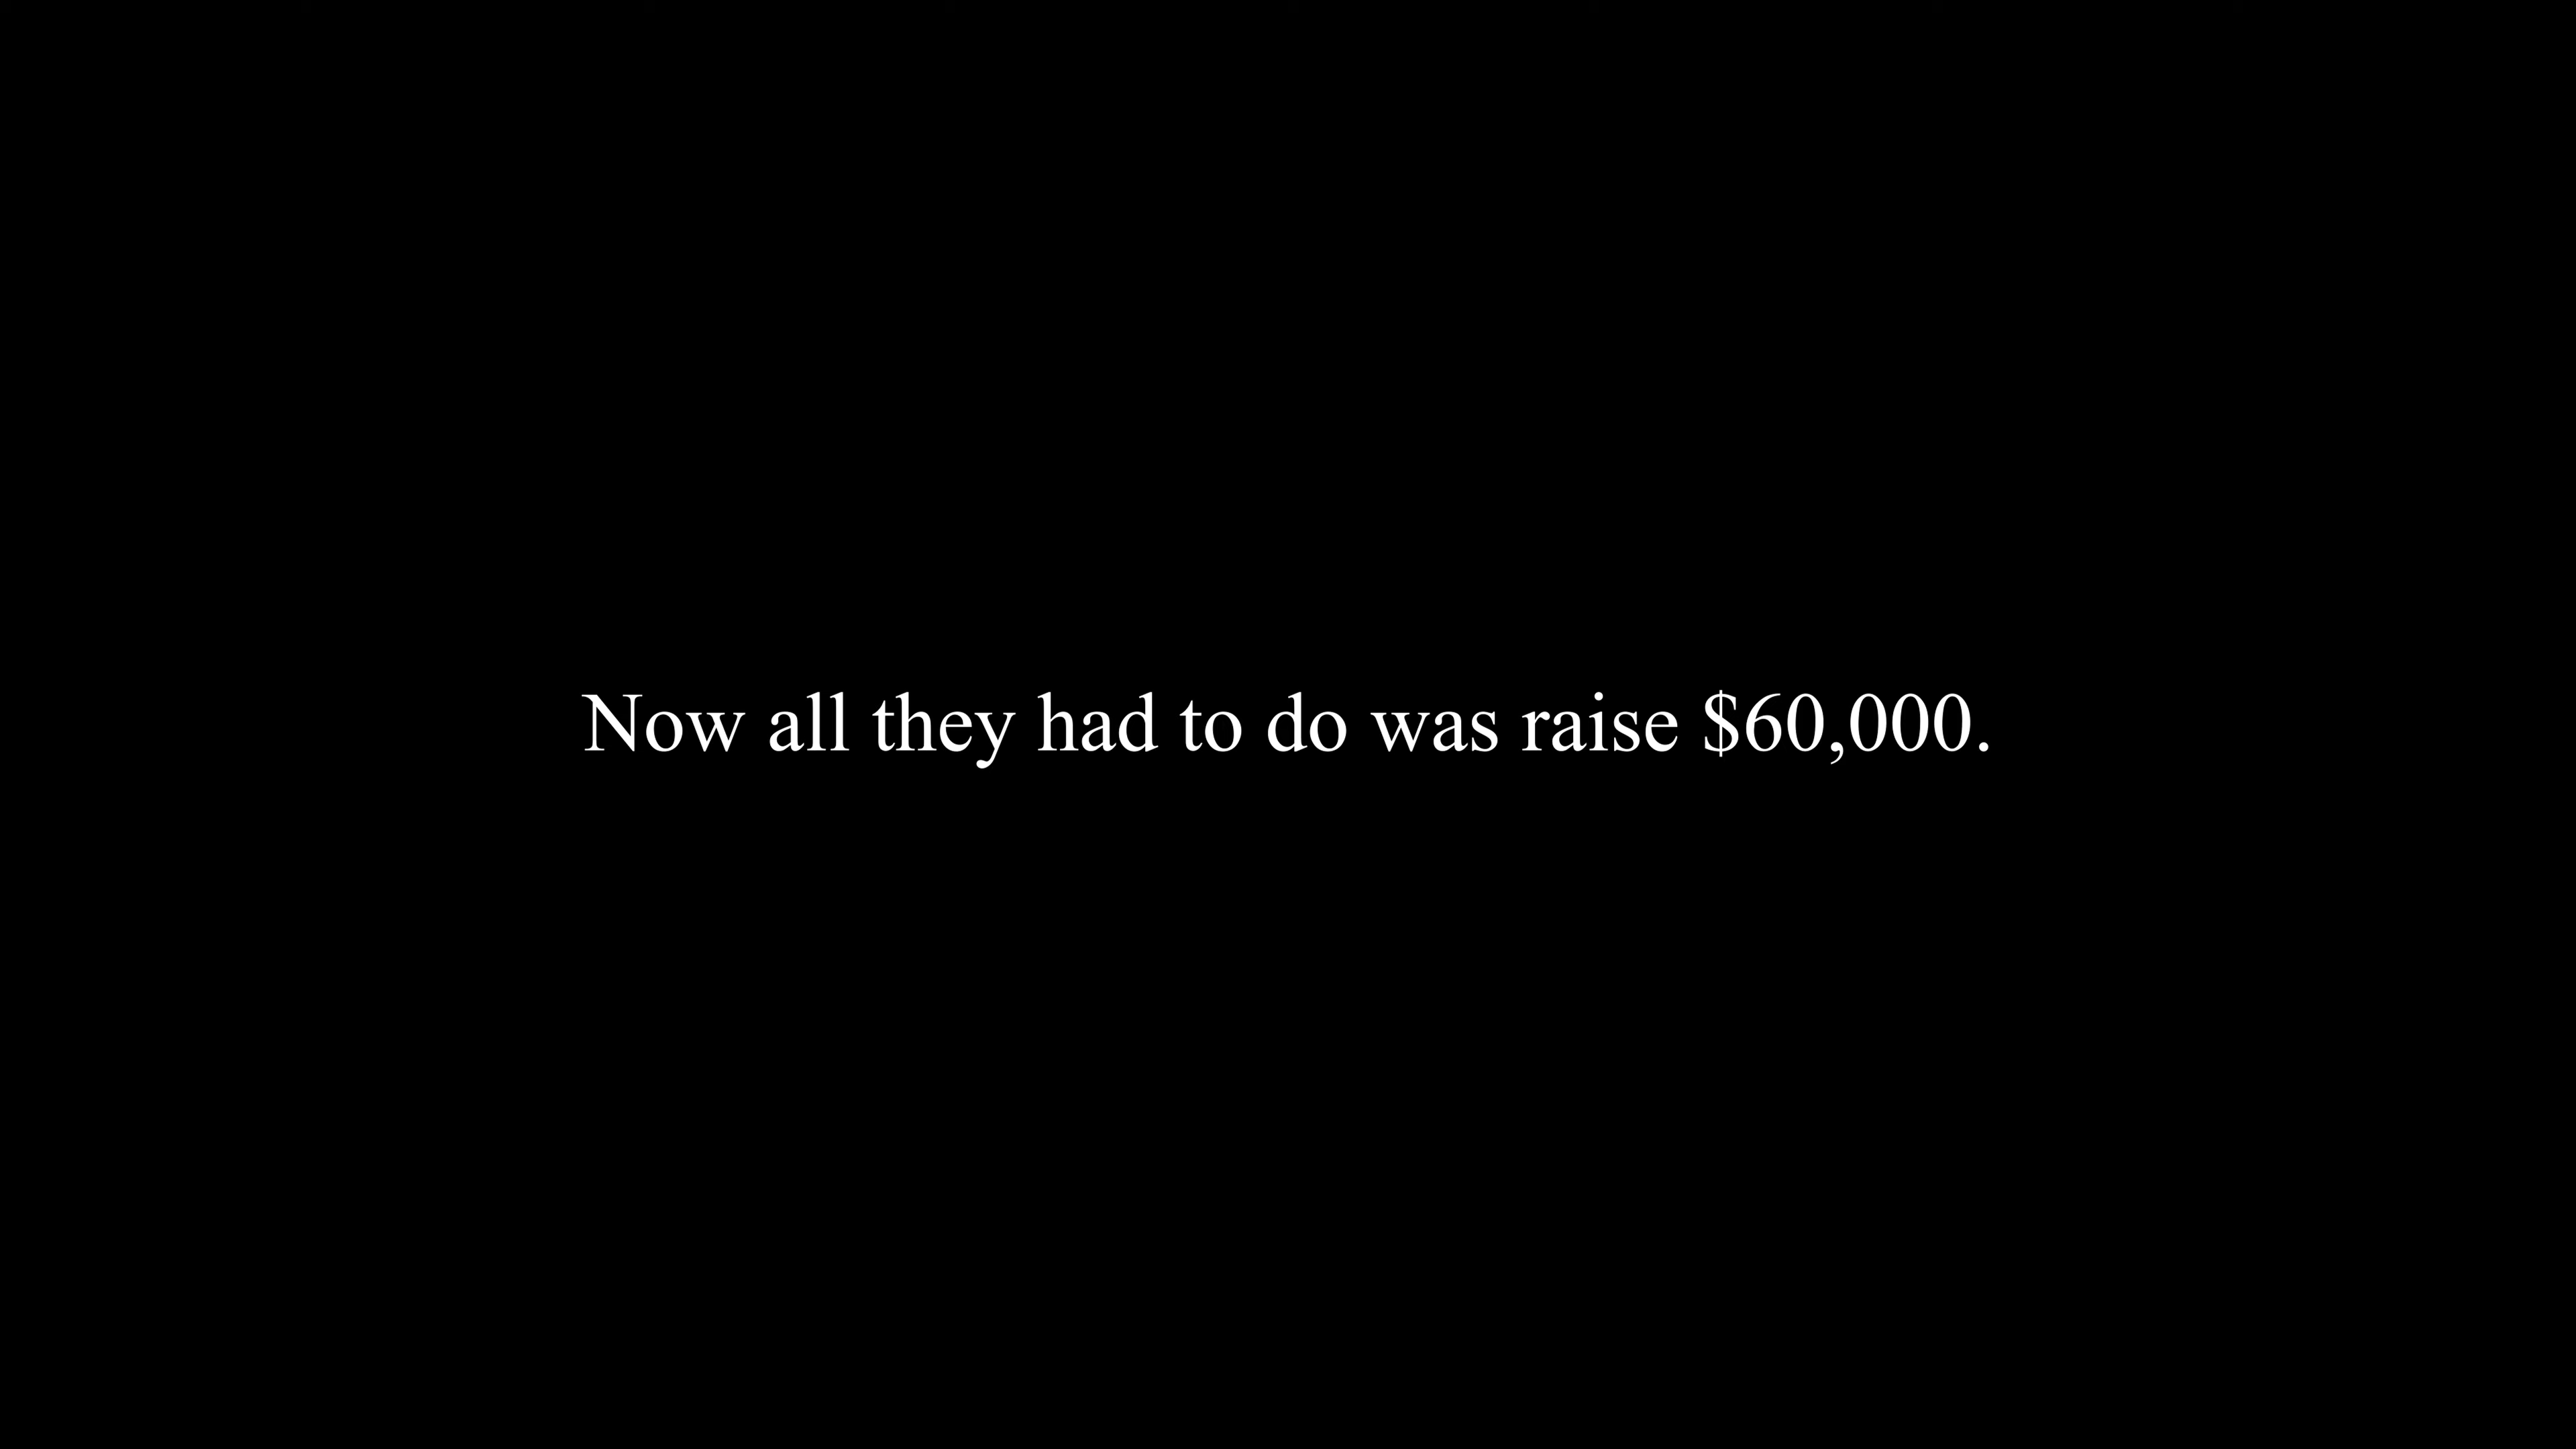 Now all they had to do was raise $60,000.